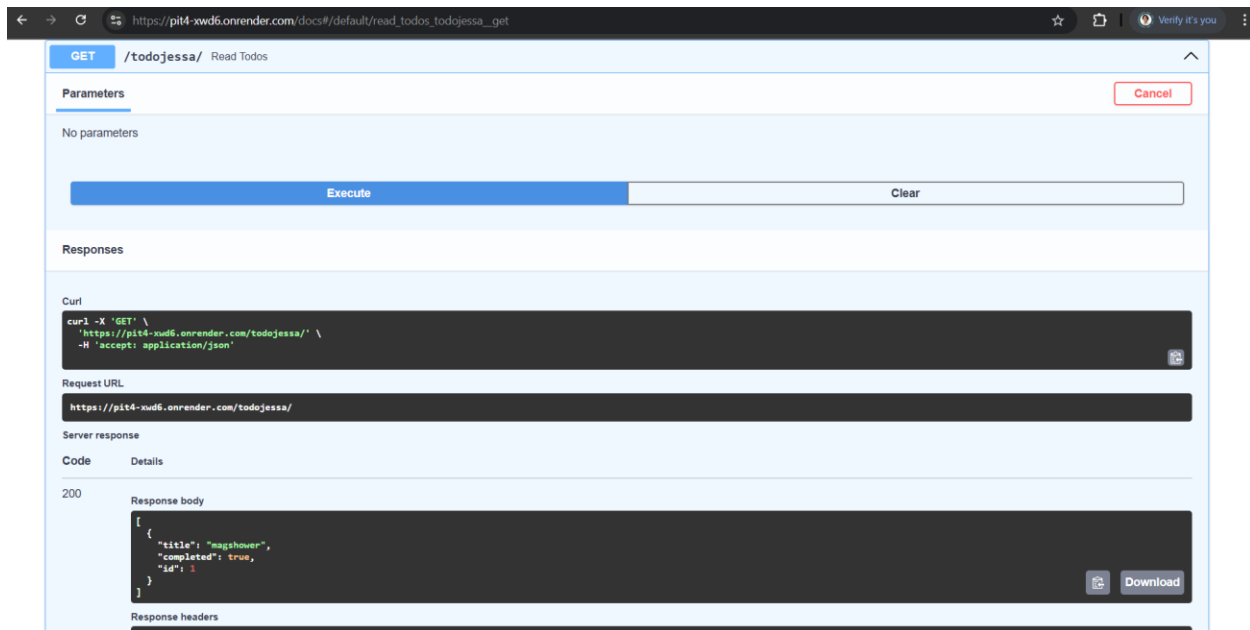 https://pit4-xwd6.onrender.com/docs#/default/read_todos_todojessa__get
Verify it's you
GET /todojessa/ Read Todos
Parameters
Cancel
No parameters
Execute
Clear
Responses
Curl
curl -X 'GET' \
'https://pit4-xwd6.onrender.com/todojessa/' \
-H 'accept: application/json'
Request URL
https://pit4-xwd6.onrender.com/todojessa/
Server response
Code Details
200
Response body
[
{
"title": "magshower",
"completed": true,
"id": 1
}
]
Download
Response headers